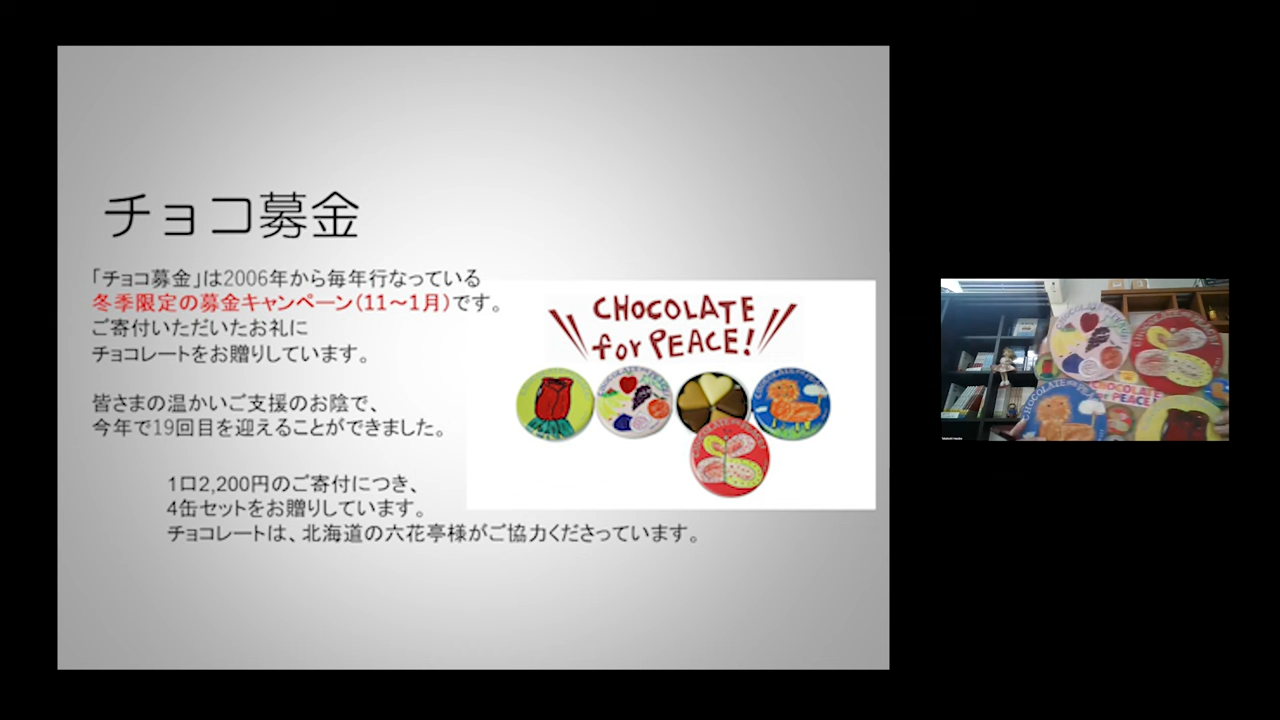 チョコ募金
「チョコ募金」は2006年から毎年行なっている
冬季限定の募金キャンペーン(11～1月)です。
ご寄付いただいたお礼に
チョコレートをお贈りしています。
皆さまの温かいご支援のお陰で、
今年で19回目を迎えることができました。
1口2,200円のご寄付につき、
4缶セットをお贈りしています。
チョコレートは、北海道の六花亭様がご協力くださっています。
CHOCOLATE
for PEACE!
CHOCOLATE
for PEACE!